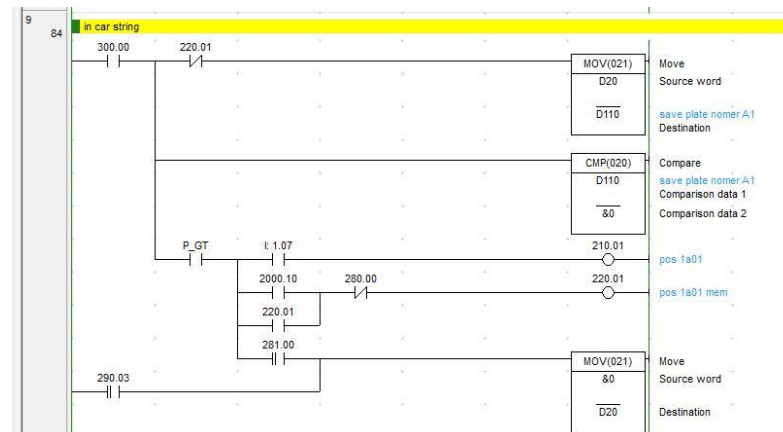 9
84
in car string
300.00 220.01
MOV(021) Move
D20 Source word
D110 save plate nomer A1
Destination
CMP(020) Compare
D110 save plate nomer A1
Comparison data 1
&0 Comparison data 2
P_GT I: 1.07 210.01
pos 1a01
2000.10 280.00 220.01
pos 1a01 mem
220.01
281.00
MOV(021) Move
290.03 &0 Source word
D20 Destination